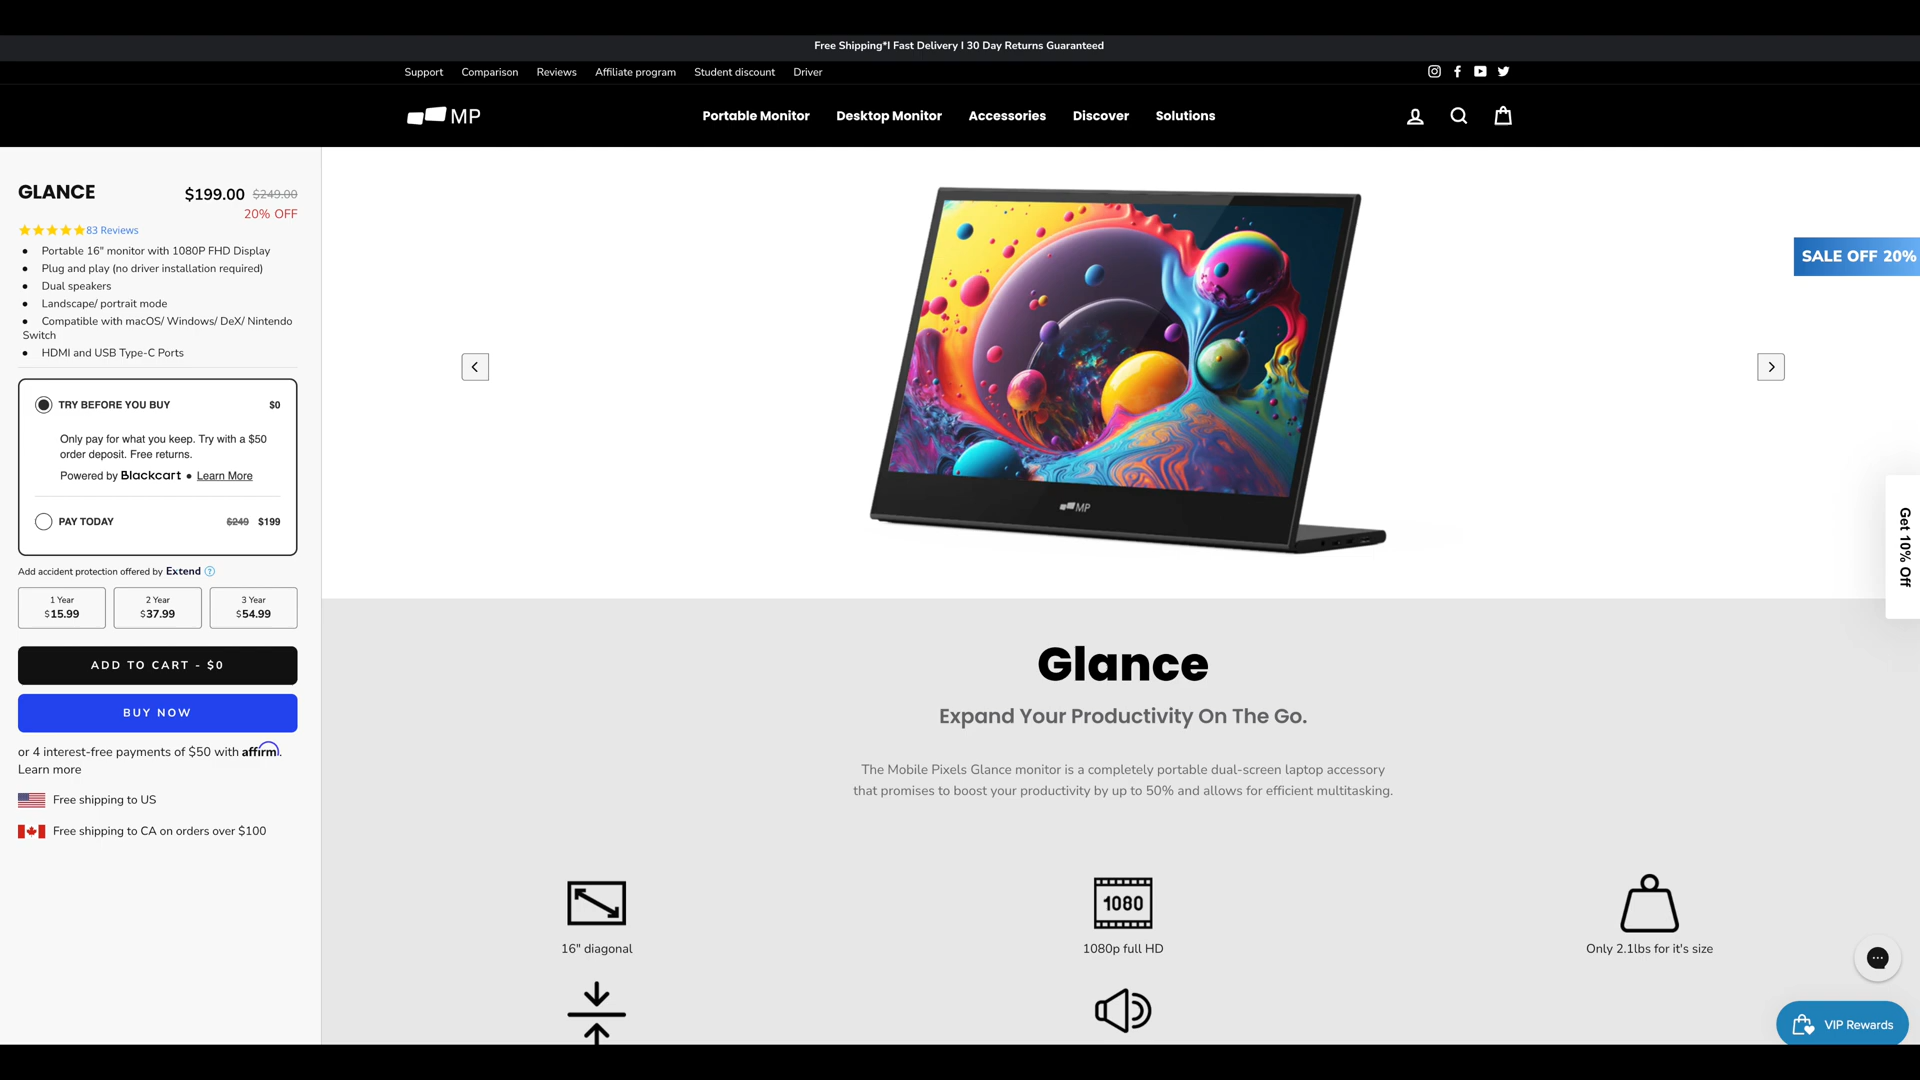 Free Shipping*I Fast Delivery I 30 Day Returns Guaranteed
Support Comparison Reviews Affiliate program Student discount Driver
MP
Portable Monitor Desktop Monitor Accessories Discover Solutions
GLANCE
$199.00 $249.00
20% OFF
83 Reviews
• Portable 16" monitor with 1080P FHD Display
• Plug and play (no driver installation required)
• Dual speakers
• Landscape/ portrait mode
• Compatible with macOS/ Windows/ DeX/ Nintendo
Switch
• HDMI and USB Type-C Ports
TRY BEFORE YOU BUY $0
Only pay for what you keep. Try with a $50
order deposit. Free returns.
Powered by Blackcart • Learn More
PAY TODAY $249 $199
Add accident protection offered by Extend ?
1 Year
$15.99
2 Year
$37.99
3 Year
$54.99
ADD TO CART - $0
BUY NOW
or 4 interest-free payments of $50 with affirm.
Learn more
Free shipping to US
Free shipping to CA on orders over $100
MP
SALE OFF 20%
Get 10% Off
Glance
Expand Your Productivity On The Go.
The Mobile Pixels Glance monitor is a completely portable dual-screen laptop accessory
that promises to boost your productivity by up to 50% and allows for efficient multitasking.
16" diagonal
1080
1080p full HD
Only 2.1lbs for it's size
VIP Rewards